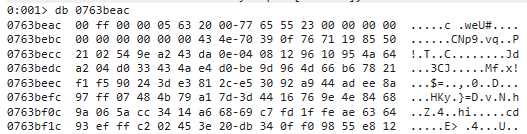 0:001> db 0763beac
0763beac  00 ff 00 00 05 63 20 00-77 65 55 23 00 00 00 00  .....c .weU#....
0763bebc  00 00 00 00 00 00 43 4e-70 39 0f 76 71 19 85 50  ......CNp9.vq..P
0763becc  21 02 54 9e a2 43 da 0e-04 08 12 96 10 95 4a 64  !.T..C........Jd
0763bedc  a2 04 d0 33 43 4a e4 d0-be 9d 96 4d 66 b6 78 21  ...3CJ.....Mf.x!
0763beec  f1 f5 90 24 3d e3 81 2c-e5 30 92 a9 44 ad ee 8a  ...$=..,.0..D...
0763befc  97 ff 07 48 4b 79 a1 7d-3d 44 16 76 9e 4e 84 68  ...HKy.}=D.v.N.h
0763bf0c  9a 06 5a cc 34 14 a6 68-69 c7 fd 1f fe ae 63 64  ..Z.4..hi.....cd
0763bf1c  93 ef ff c2 02 45 3e 20-db 34 0f f0 98 55 e8 12  .....E> .4...U..